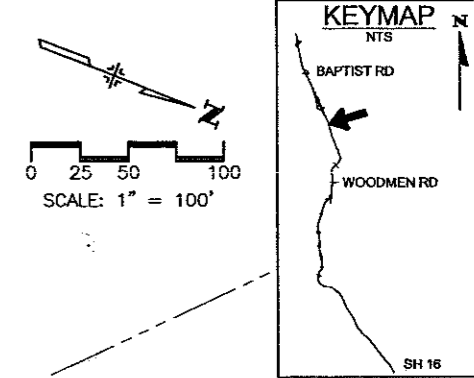 KEYMAP
N
NTS
BAPTIST RD
N
0 25 50 100
SCALE: 1" = 100'
WOODMEN RD
SH 16